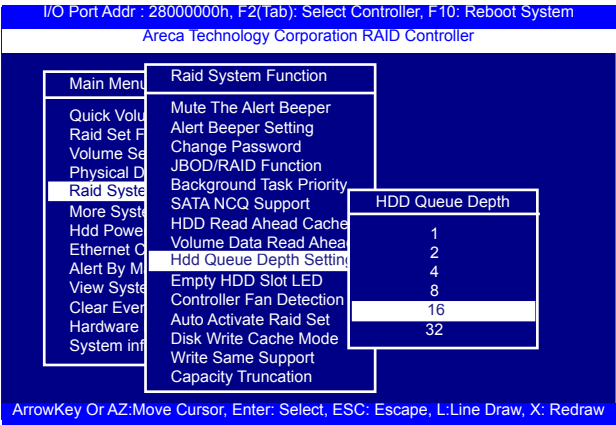 I/O Port Addr : 28000000h, F2(Tab): Select Controller, F10: Reboot System
Areca Technology Corporation RAID Controller
Main Menu
Quick Volu
Raid Set F
Volume Se
Physical D
Raid Syste
More Syste
Hdd Powe
Ethernet C
Alert By M
View Syste
Clear Even
Hardware
System inf
Raid System Function
Mute The Alert Beeper
Alert Beeper Setting
Change Password
JBOD/RAID Function
Background Task Priority
SATA NCQ Support
HDD Read Ahead Cache
Volume Data Read Ahead
Hdd Queue Depth Setting
Empty HDD Slot LED
Controller Fan Detection
Auto Activate Raid Set
Disk Write Cache Mode
Write Same Support
Capacity Truncation
HDD Queue Depth
1
2
4
8
16
32
ArrowKey Or AZ:Move Cursor, Enter: Select, ESC: Escape, L:Line Draw, X: Redraw